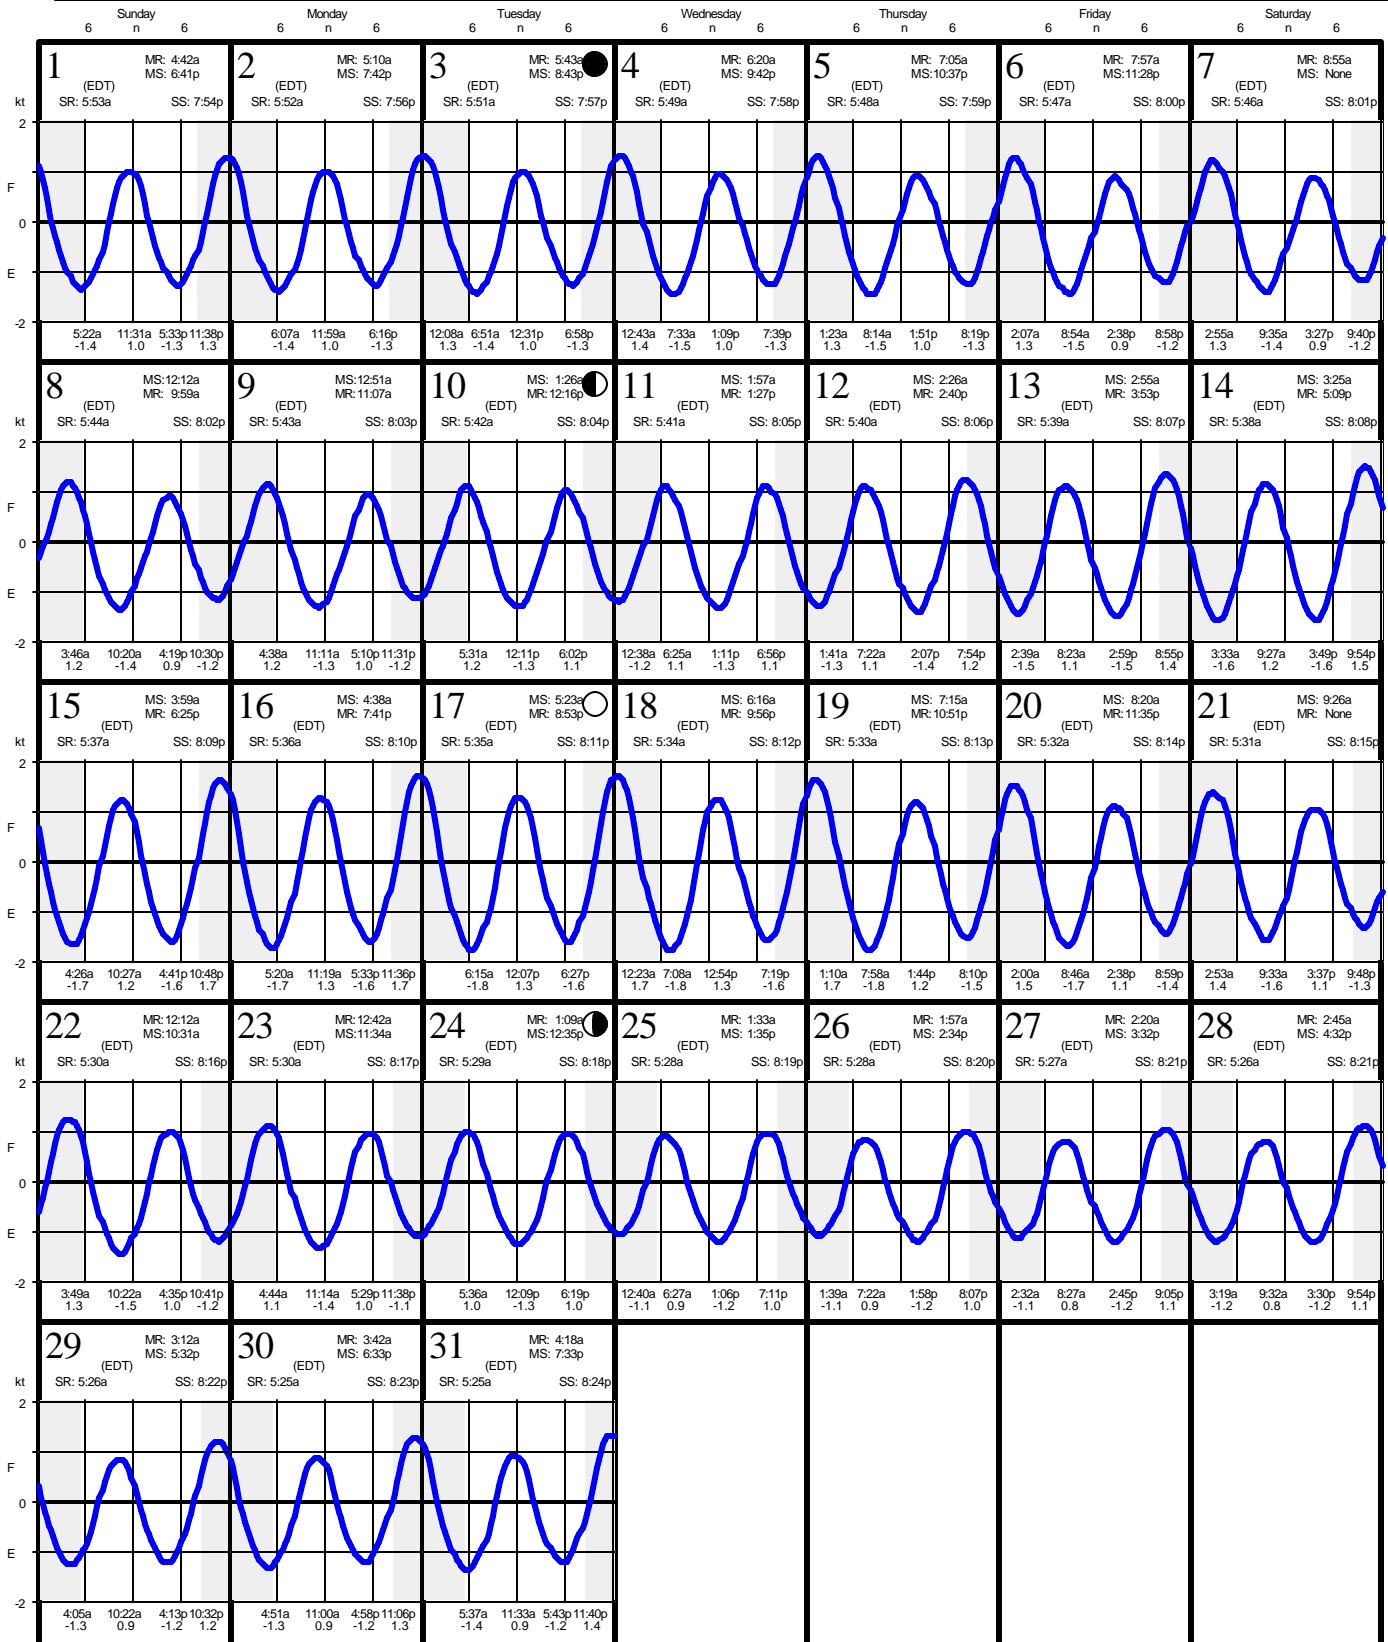 Sunday Monday Tuesday Wednesday Thursday Friday Saturday
6 n 6 6 n 6 6 n 6 6 n 6 6 n 6 6 n 6 6 n 6
1 MR: 4:42a 2 MR: 5:10a 3 MR: 5:43a 4 MR: 6:20a 5 MR: 7:05a 6 MR: 7:57a 7 MR: 8:55a
MS: 6:41p MS: 7:42p MS: 8:43p MS: 9:42p MS:10:37p MS:11:28p MS: None
(EDT) (EDT) (EDT) (EDT) (EDT) (EDT) (EDT)
kt SR: 5:53a SS: 7:54p SR: 5:52a SS: 7:56p SR: 5:51a SS: 7:57p SR: 5:49a SS: 7:58p SR: 5:48a SS: 7:59p SR: 5:47a SS: 8:00p SR: 5:46a SS: 8:01p
2
F
0
E
-2
5:22a 11:31a 5:33p 11:38p 6:07a 11:59a 6:16p 12:08a 6:51a 12:31p 6:58p 12:43a 7:33a 1:09p 7:39p 1:23a 8:14a 1:51p 8:19p 2:07a 8:54a 2:38p 8:58p 2:55a 9:35a 3:27p 9:40p
-1.4 1.0 -1.3 1.3 -1.4 1.0 -1.3 1.3 -1.4 1.0 -1.3 1.4 -1.5 1.0 -1.3 1.3 -1.5 1.0 -1.3 1.3 -1.5 0.9 -1.2 1.3 -1.4 0.9 -1.2
8 MS:12:12a 9 MS:12:51a 10 MS: 1:26a 11 MS: 1:57a 12 MS: 2:26a 13 MS: 2:55a 14 MS: 3:25a
MR: 9:59a MR:11:07a MR:12:16p MR: 1:27p MR: 2:40p MR: 3:53p MR: 5:09p
(EDT) (EDT) (EDT) (EDT) (EDT) (EDT) (EDT)
kt SR: 5:44a SS: 8:02p SR: 5:43a SS: 8:03p SR: 5:42a SS: 8:04p SR: 5:41a SS: 8:05p SR: 5:40a SS: 8:06p SR: 5:39a SS: 8:07p SR: 5:38a SS: 8:08p
2
F
0
E
-2
3:46a 10:20a 4:19p 10:30p 4:38a 11:11a 5:10p 11:31p 5:31a 12:11p 6:02p 12:38a 6:25a 1:11p 6:56p 1:41a 7:22a 2:07p 7:54p 2:39a 8:23a 2:59p 8:55p 3:33a 9:27a 3:49p 9:54p
1.2 -1.4 0.9 -1.2 1.2 -1.3 1.0 -1.2 1.2 -1.3 1.1 -1.2 1.1 -1.3 1.1 -1.3 1.1 -1.4 1.2 -1.5 1.1 -1.5 1.4 -1.6 1.2 -1.6 1.5
15 MS: 3:59a 16 MS: 4:38a 17 MS: 5:23a 18 MS: 6:16a 19 MS: 7:15a 20 MS: 8:20a 21 MS: 9:26a
MR: 6:25p MR: 7:41p MR: 8:53p MR: 9:56p MR:10:51p MR:11:35p MR: None
(EDT) (EDT) (EDT) (EDT) (EDT) (EDT) (EDT)
kt SR: 5:37a SS: 8:09p SR: 5:36a SS: 8:10p SR: 5:35a SS: 8:11p SR: 5:34a SS: 8:12p SR: 5:33a SS: 8:13p SR: 5:32a SS: 8:14p SR: 5:31a SS: 8:15p
2
F
0
E
-2
4:26a 10:27a 4:41p 10:48p 5:20a 11:19a 5:33p 11:36p 6:15a 12:07p 6:27p 12:23a 7:08a 12:54p 7:19p 1:10a 7:58a 1:44p 8:10p 2:00a 8:46a 2:38p 8:59p 2:53a 9:33a 3:37p 9:48p
-1.7 1.2 -1.6 1.7 -1.7 1.3 -1.6 1.7 -1.8 1.3 -1.6 1.7 -1.8 1.3 -1.6 1.7 -1.8 1.2 -1.5 1.5 -1.7 1.1 -1.4 1.4 -1.6 1.1 -1.3
22 MR:12:12a 23 MR:12:42a 24 MR: 1:09a 25 MR: 1:33a 26 MR: 1:57a 27 MR: 2:20a 28 MR: 2:45a
MS:10:31a MS:11:34a MS:12:35p MS: 1:35p MS: 2:34p MS: 3:32p MS: 4:32p
(EDT) (EDT) (EDT) (EDT) (EDT) (EDT) (EDT)
kt SR: 5:30a SS: 8:16p SR: 5:30a SS: 8:17p SR: 5:29a SS: 8:18p SR: 5:28a SS: 8:19p SR: 5:28a SS: 8:20p SR: 5:27a SS: 8:21p SR: 5:26a SS: 8:21p
2
F
0
E
-2
3:49a 10:22a 4:35p 10:41p 4:44a 11:14a 5:29p 11:38p 5:36a 12:09p 6:19p 12:40a 6:27a 1:06p 7:11p 1:39a 7:22a 1:58p 8:07p 2:32a 8:27a 2:45p 9:05p 3:19a 9:32a 3:30p 9:54p
1.3 -1.5 1.0 -1.2 1.1 -1.4 1.0 -1.1 1.0 -1.3 1.0 -1.1 0.9 -1.2 1.0 -1.1 0.9 -1.2 1.0 -1.1 0.8 -1.2 1.1 -1.2 0.8 -1.2 1.1
29 MR: 3:12a 30 MR: 3:42a 31 MR: 4:18a
MS: 5:32p MS: 6:33p MS: 7:33p
(EDT) (EDT) (EDT)
kt SR: 5:26a SS: 8:22p SR: 5:25a SS: 8:23p SR: 5:25a SS: 8:24p
2
F
0
E
-2
4:05a 10:22a 4:13p 10:32p 4:51a 11:00a 4:58p 11:06p 5:37a 11:33a 5:43p 11:40p
-1.3 0.9 -1.2 1.2 -1.3 0.9 -1.2 1.3 -1.4 0.9 -1.2 1.4